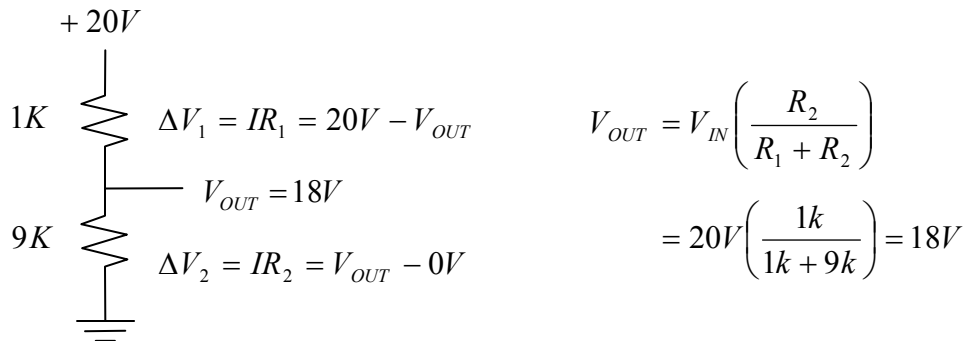 + 20V
1K
ΔV₁ = IR₁ = 20V − V_OUT
V_OUT = 18V
9K
ΔV₂ = IR₂ = V_OUT − 0V
V_OUT = V_IN ( R₂ / (R₁ + R₂) )
= 20V ( 1k / (1k + 9k) ) = 18V